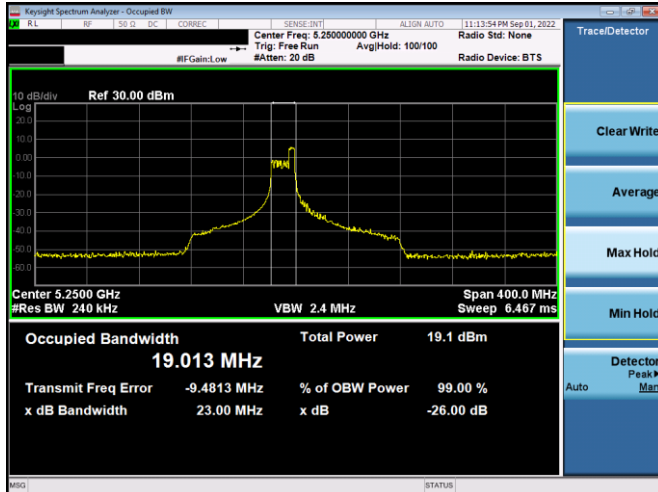 Keysight Spectrum Analyzer - Occupied BW
RL RF 50 Ω DC CORREC SENSE:INT ALIGN AUTO 11:13:54 PM Sep 01, 2022
Center Freq: 5.250000000 GHz Radio Std: None
Trig: Free Run Avg|Hold: 100/100
#IFGain:Low #Atten: 20 dB Radio Device: BTS
Trace/Detector
10 dB/div Ref 30.00 dBm
Log
20.0
10.0
0.00
-10.0
-20.0
-30.0
-40.0
-50.0
-60.0
Center 5.2500 GHz Span 400.0 MHz
#Res BW 240 kHz VBW 2.4 MHz Sweep 6.467 ms
Occupied Bandwidth Total Power 19.1 dBm
19.013 MHz
Transmit Freq Error -9.4813 MHz % of OBW Power 99.00 %
x dB Bandwidth 23.00 MHz x dB -26.00 dB
Clear Write
Average
Max Hold
Min Hold
Detector
Peak
Auto Man
MSG STATUS